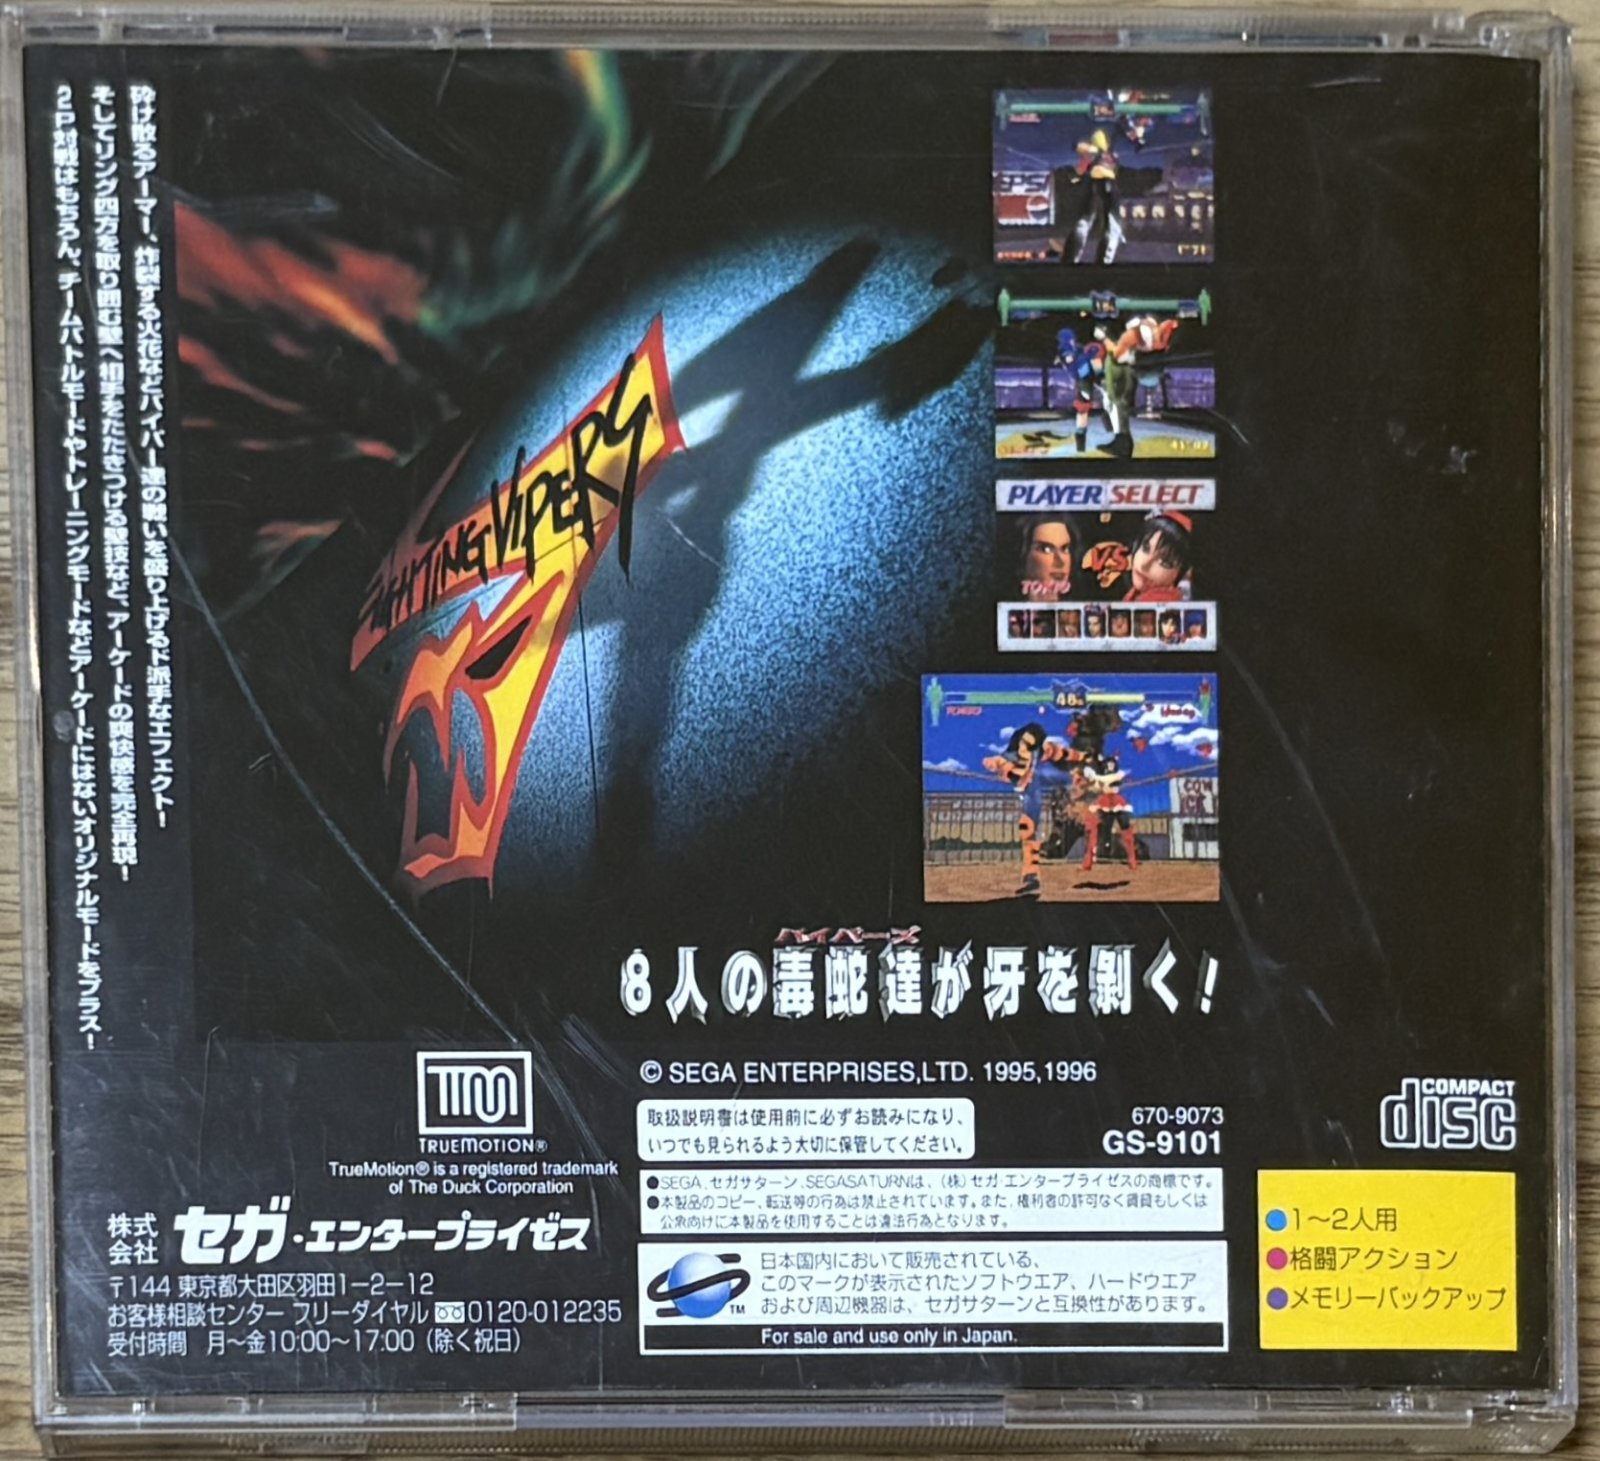 砕け散るアーマー、炸裂する火花などバイパー達の戦いを盛り上げるド派手なエフェクト！
そしてリング四方を取り囲む壁へ相手をたたきつける壁技など、アーケードの爽快感を完全再現！
2P対戦はもちろん、チームバトルモードやトレーニングモードなどアーケードにはないオリジナルモードをプラス！
FIGHTING VIPERS
PLAYER SELECT
TOKIO
VS
48
バイパーズ
8人の毒蛇達が牙を剝く！
© SEGA ENTERPRISES,LTD. 1995,1996
TRUEMOTION®
TrueMotion® is a registered trademark
of The Duck Corporation
取扱説明書は使用前に必ずお読みになり、
いつでも見られるよう大切に保管してください。
670-9073
GS-9101
COMPACT
disc
●SEGA、セガサターン、SEGASATURNは、（株）セガ・エンタープライゼスの商標です。
●本製品のコピー、転送等の行為は禁止されています。また、権利者の許可なく賃貸もしくは
公衆向けに本製品を使用することは違法行為となります。
株式会社 セガ・エンタープライゼス
〒144 東京都大田区羽田1-2-12
お客様相談センター フリーダイヤル 0120-012235
受付時間 月～金10:00～17:00（除く祝日）
TM
日本国内において販売されている、
このマークが表示されたソフトウエア、ハードウエア
および周辺機器は、セガサターンと互換性があります。
For sale and use only in Japan.
●1～2人用
●格闘アクション
●メモリーバックアップ